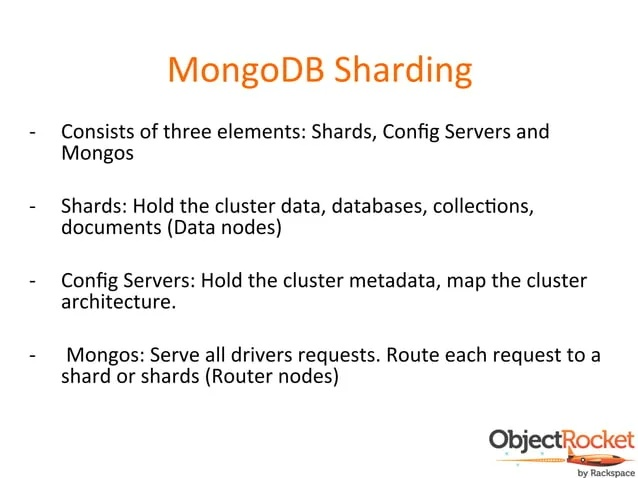 MongoDB Sharding
- Consists of three elements: Shards, Config Servers and
Mongos
- Shards: Hold the cluster data, databases, collections,
documents (Data nodes)
- Config Servers: Hold the cluster metadata, map the cluster
architecture.
- Mongos: Serve all drivers requests. Route each request to a
shard or shards (Router nodes)
ObjectRocket
by Rackspace